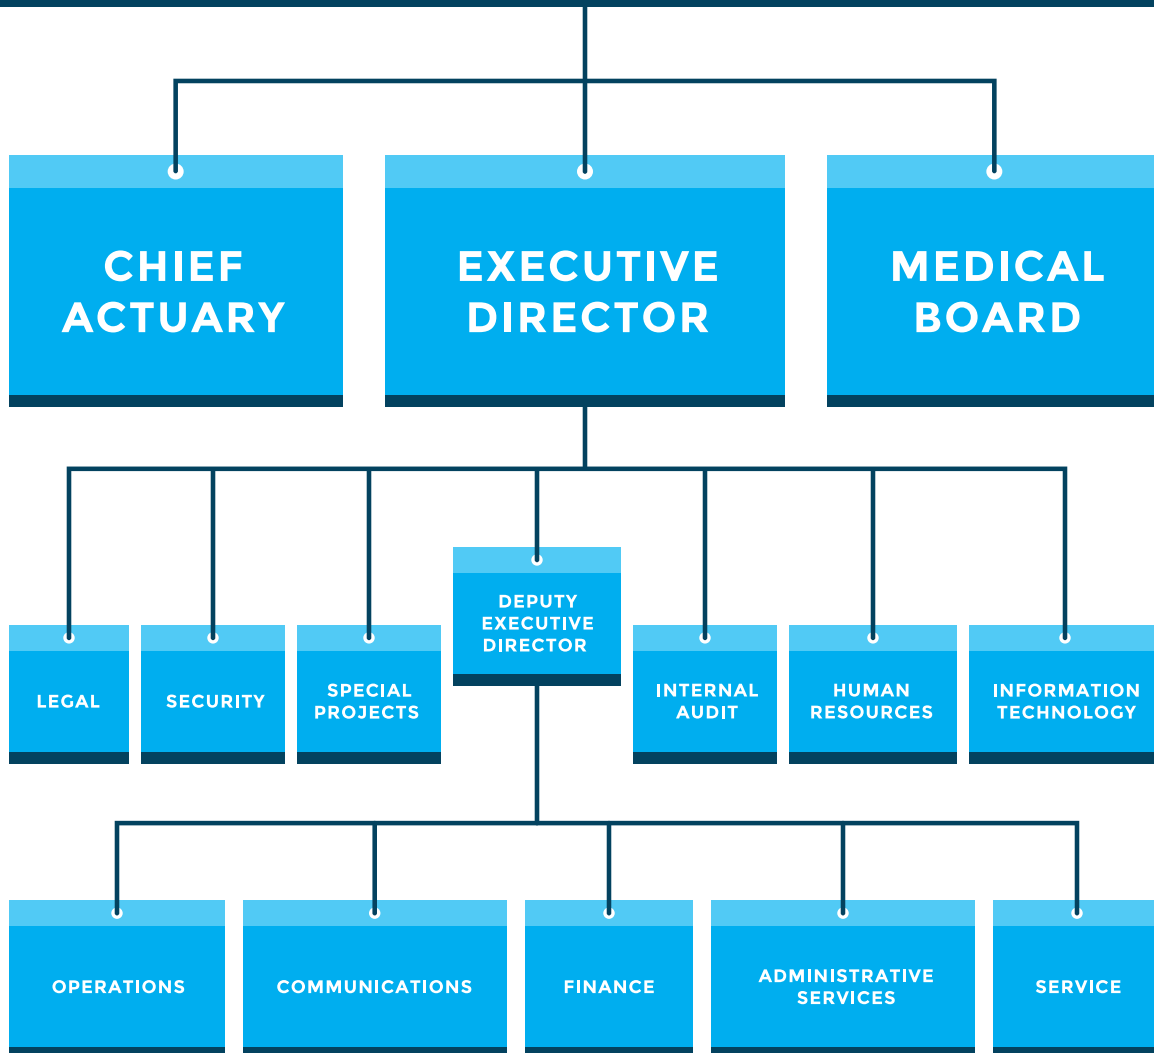 CHIEF
ACTUARY
EXECUTIVE
DIRECTOR
MEDICAL
BOARD
DEPUTY
EXECUTIVE
DIRECTOR
LEGAL
SECURITY
SPECIAL
PROJECTS
INTERNAL
AUDIT
HUMAN
RESOURCES
INFORMATION
TECHNOLOGY
OPERATIONS
COMMUNICATIONS
FINANCE
ADMINISTRATIVE
SERVICES
SERVICE